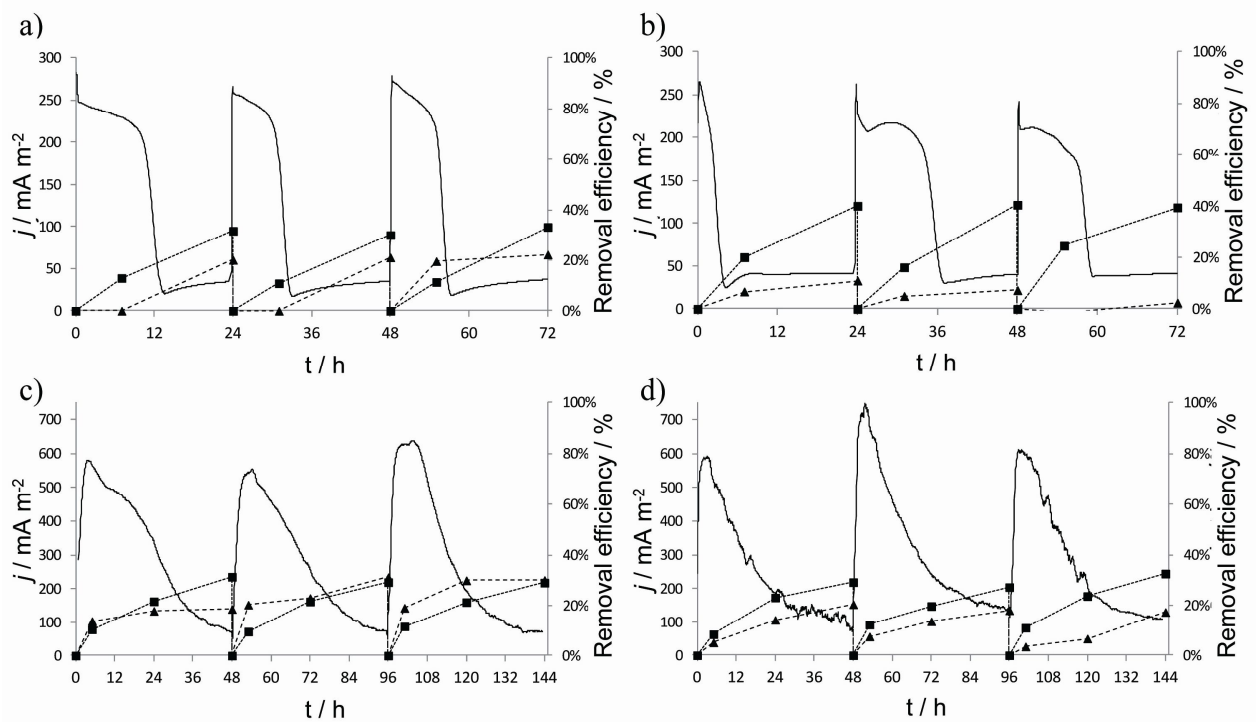 a)
300
250
200
150
100
50
0
j / mA m-2
100%
80%
60%
40%
20%
0%
Removal efficiency / %
0 12 24 36 48 60 72
t / h
b)
300
250
200
150
100
50
0
j / mA m-2
100%
80%
60%
40%
20%
0%
Removal efficiency / %
0 12 24 36 48 60 72
t / h
c)
700
600
500
400
300
200
100
0
j / mA m-2
100%
80%
60%
40%
20%
0%
Removal efficiency / %
0 12 24 36 48 60 72 84 96 108 120 132 144
t / h
d)
700
600
500
400
300
200
100
0
j / mA m-2
100%
80%
60%
40%
20%
0%
Removal efficiency / %
0 12 24 36 48 60 72 84 96 108 120 132 144
t / h